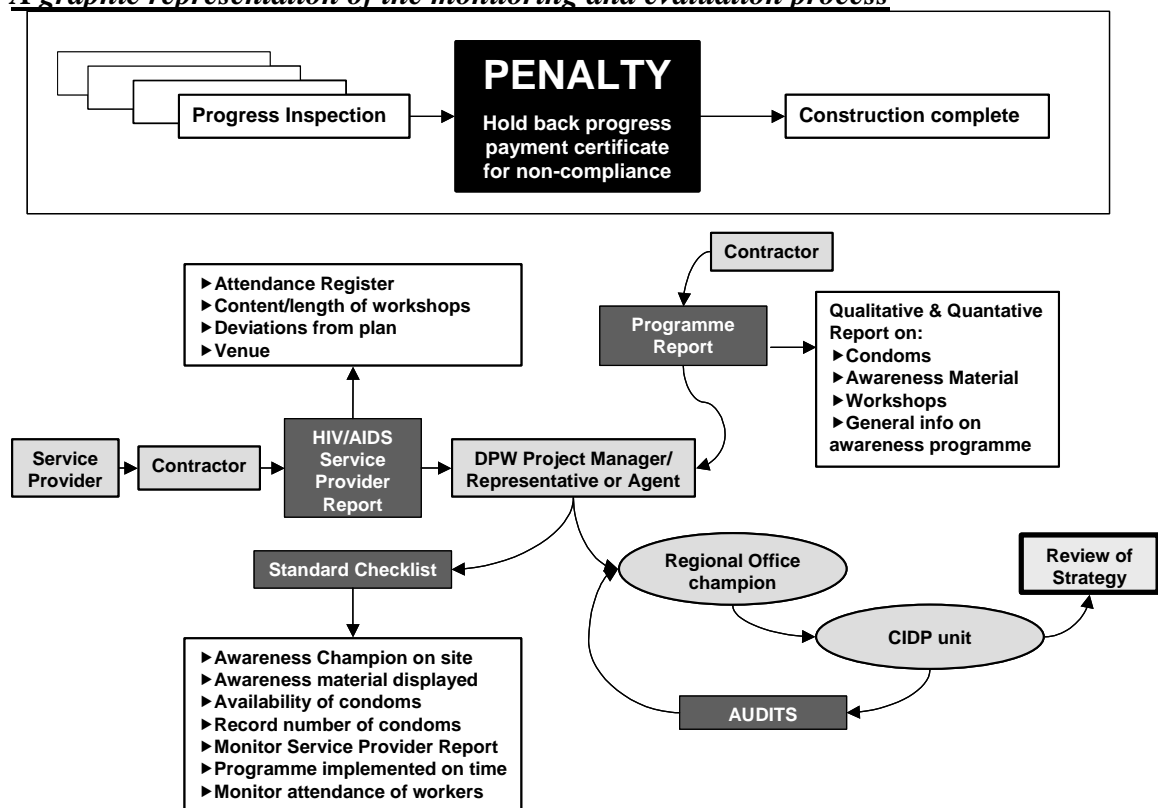 A graphic representation of the monitoring and evaluation process
Progress Inspection
PENALTY
Hold back progress
payment certificate
for non-compliance
Construction complete
Contractor
▶Attendance Register
▶Content/length of workshops
▶Deviations from plan
▶Venue
Programme
Report
Qualitative & Quantative
Report on:
▶Condoms
▶Awareness Material
▶Workshops
▶General info on
awareness programme
Service
Provider
Contractor
HIV/AIDS
Service
Provider
Report
DPW Project Manager/
Representative or Agent
Standard Checklist
Regional Office
champion
Review of
Strategy
CIDP unit
▶Awareness Champion on site
▶Awareness material displayed
▶Availability of condoms
▶Record number of condoms
▶Monitor Service Provider Report
▶Programme implemented on time
▶Monitor attendance of workers
AUDITS